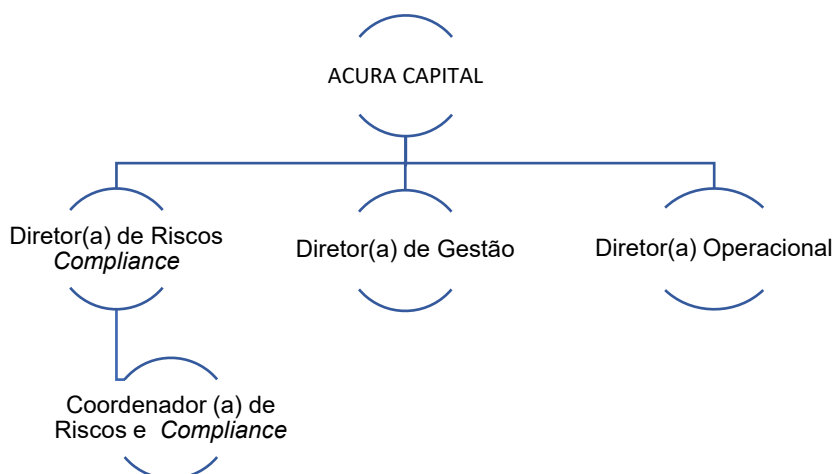 ACURA CAPITAL
Diretor(a) de Riscos
Compliance
Diretor(a) de Gestão
Diretor(a) Operacional
Coordenador (a) de
Riscos e Compliance